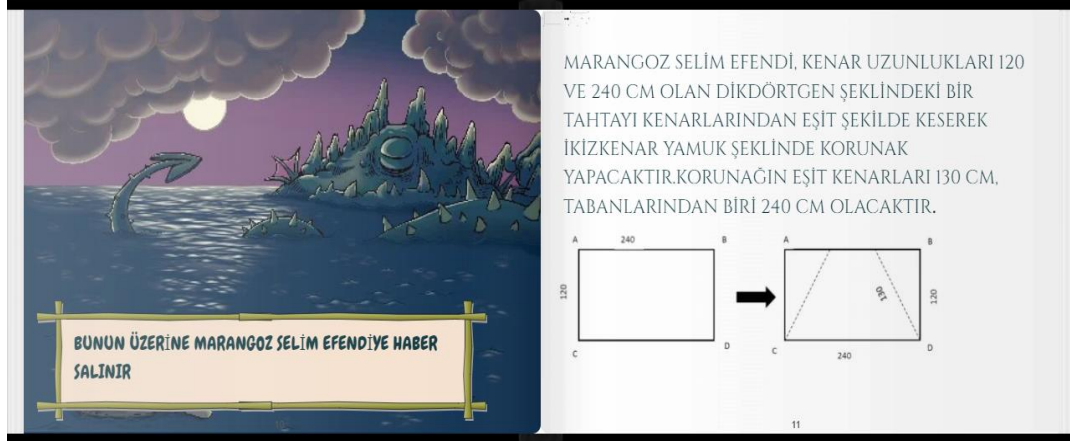 BUNUN ÜZERİNE MARANGOZ SELİM EFENDİYE HABER
SALINIR
MARANGOZ SELİM EFENDİ, KENAR UZUNLUKLARI 120
VE 240 CM OLAN DİKDÖRTGEN ŞEKLİNDEKİ BİR
TAHTAYI KENARLARINDAN EŞİT ŞEKİLDE KESEREK
İKİZKENAR YAMUK ŞEKLİNDE KORUNAK
YAPACAKTIR.KORUNAĞIN EŞİT KENARLARI 130 CM,
TABANLARINDAN BİRİ 240 CM OLACAKTIR.
A 240 B
120
C D
A B
130 120
C 240 D
11